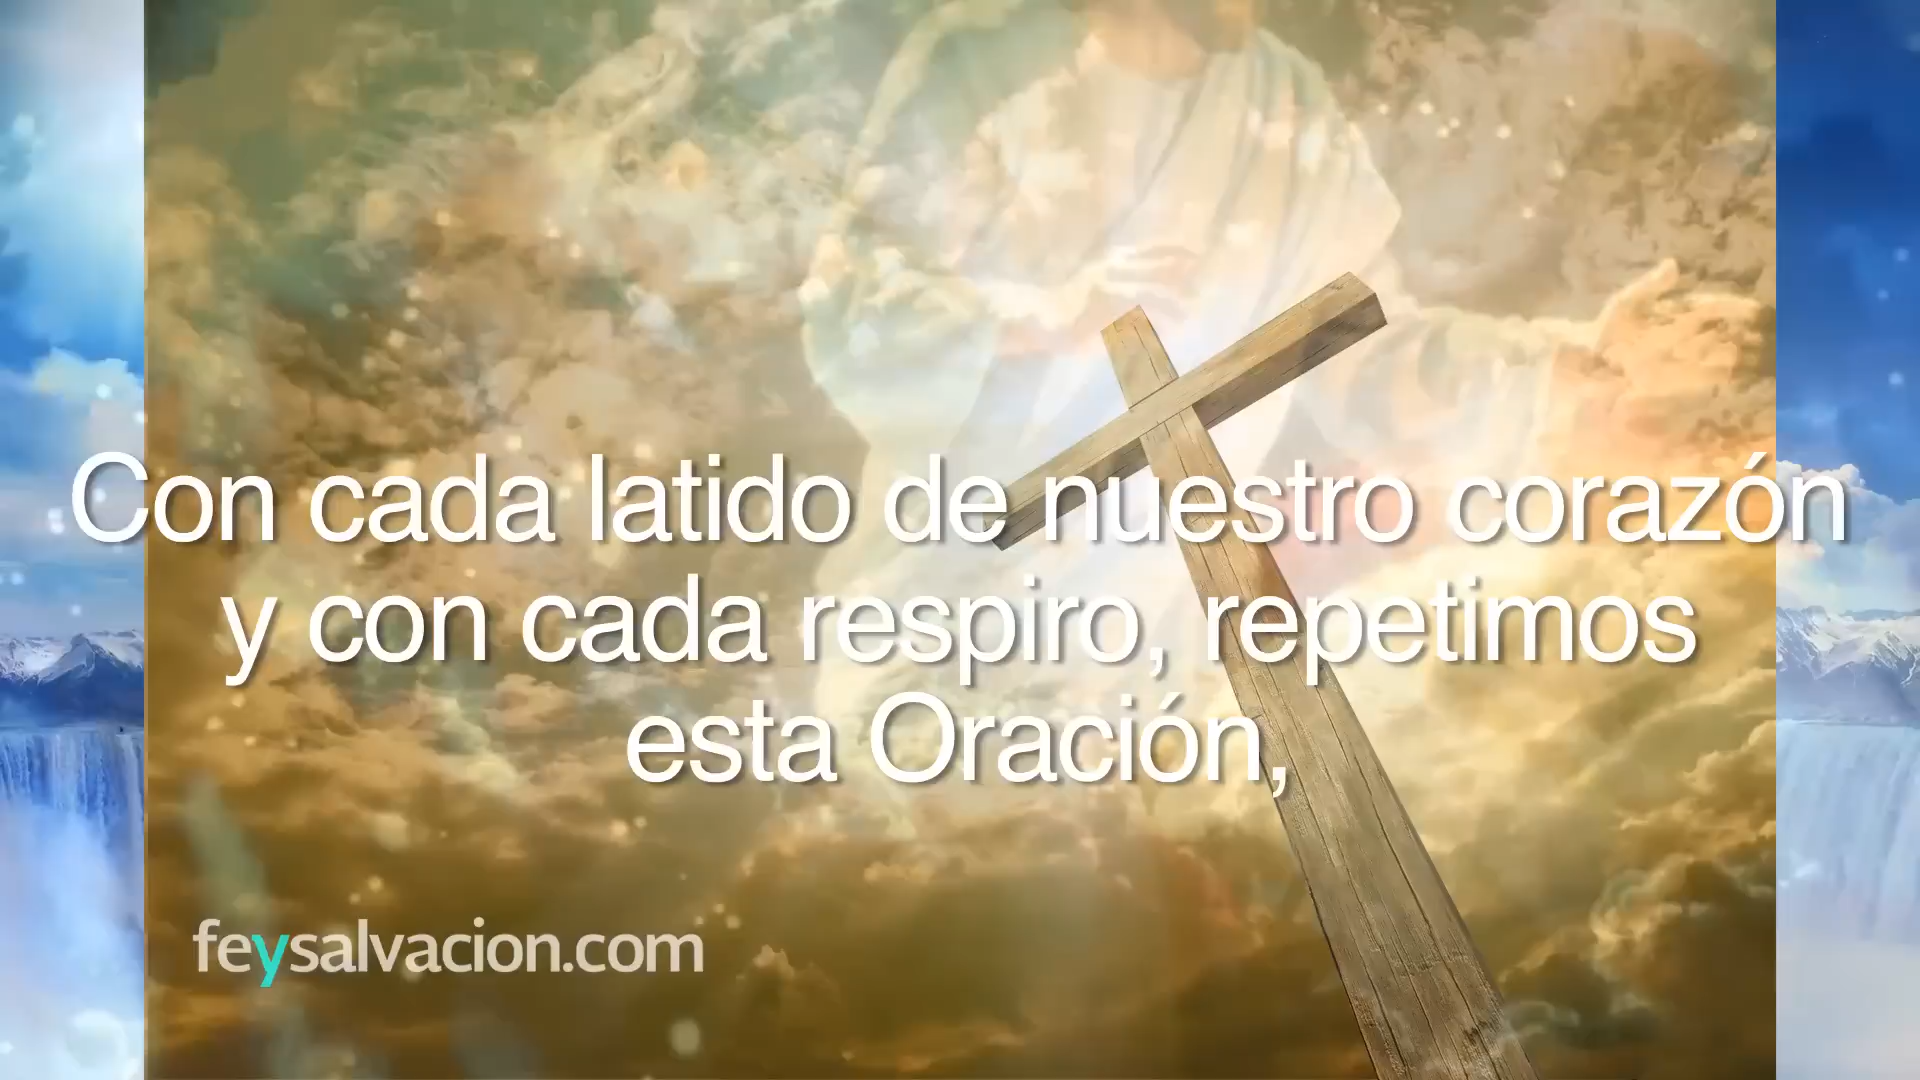 Con cada latido de nuestro corazón
y con cada respiro, repetimos
esta Oración,
feysalvacion.com